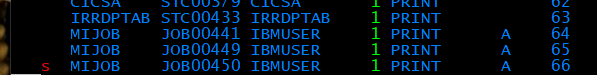 CICSA STC00379 CICSA 1 PRINT 62
IRRDPTAB STC00433 IRRDPTAB 1 PRINT 63
MIJOB JOB00441 IBMUSER 1 PRINT A 64
MIJOB JOB00449 IBMUSER 1 PRINT A 65
s MIJOB JOB00450 IBMUSER 1 PRINT A 66